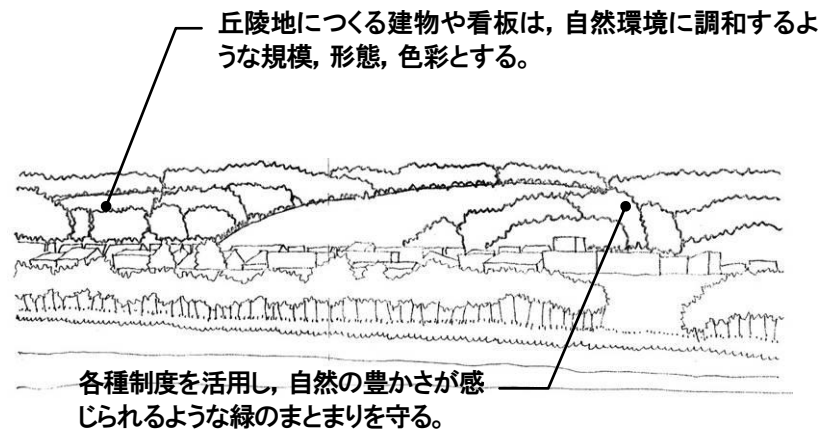 丘陵地につくる建物や看板は，自然環境に調和するよ
うな規模，形態，色彩とする。
各種制度を活用し，自然の豊かさが感
じられるような緑のまとまりを守る。